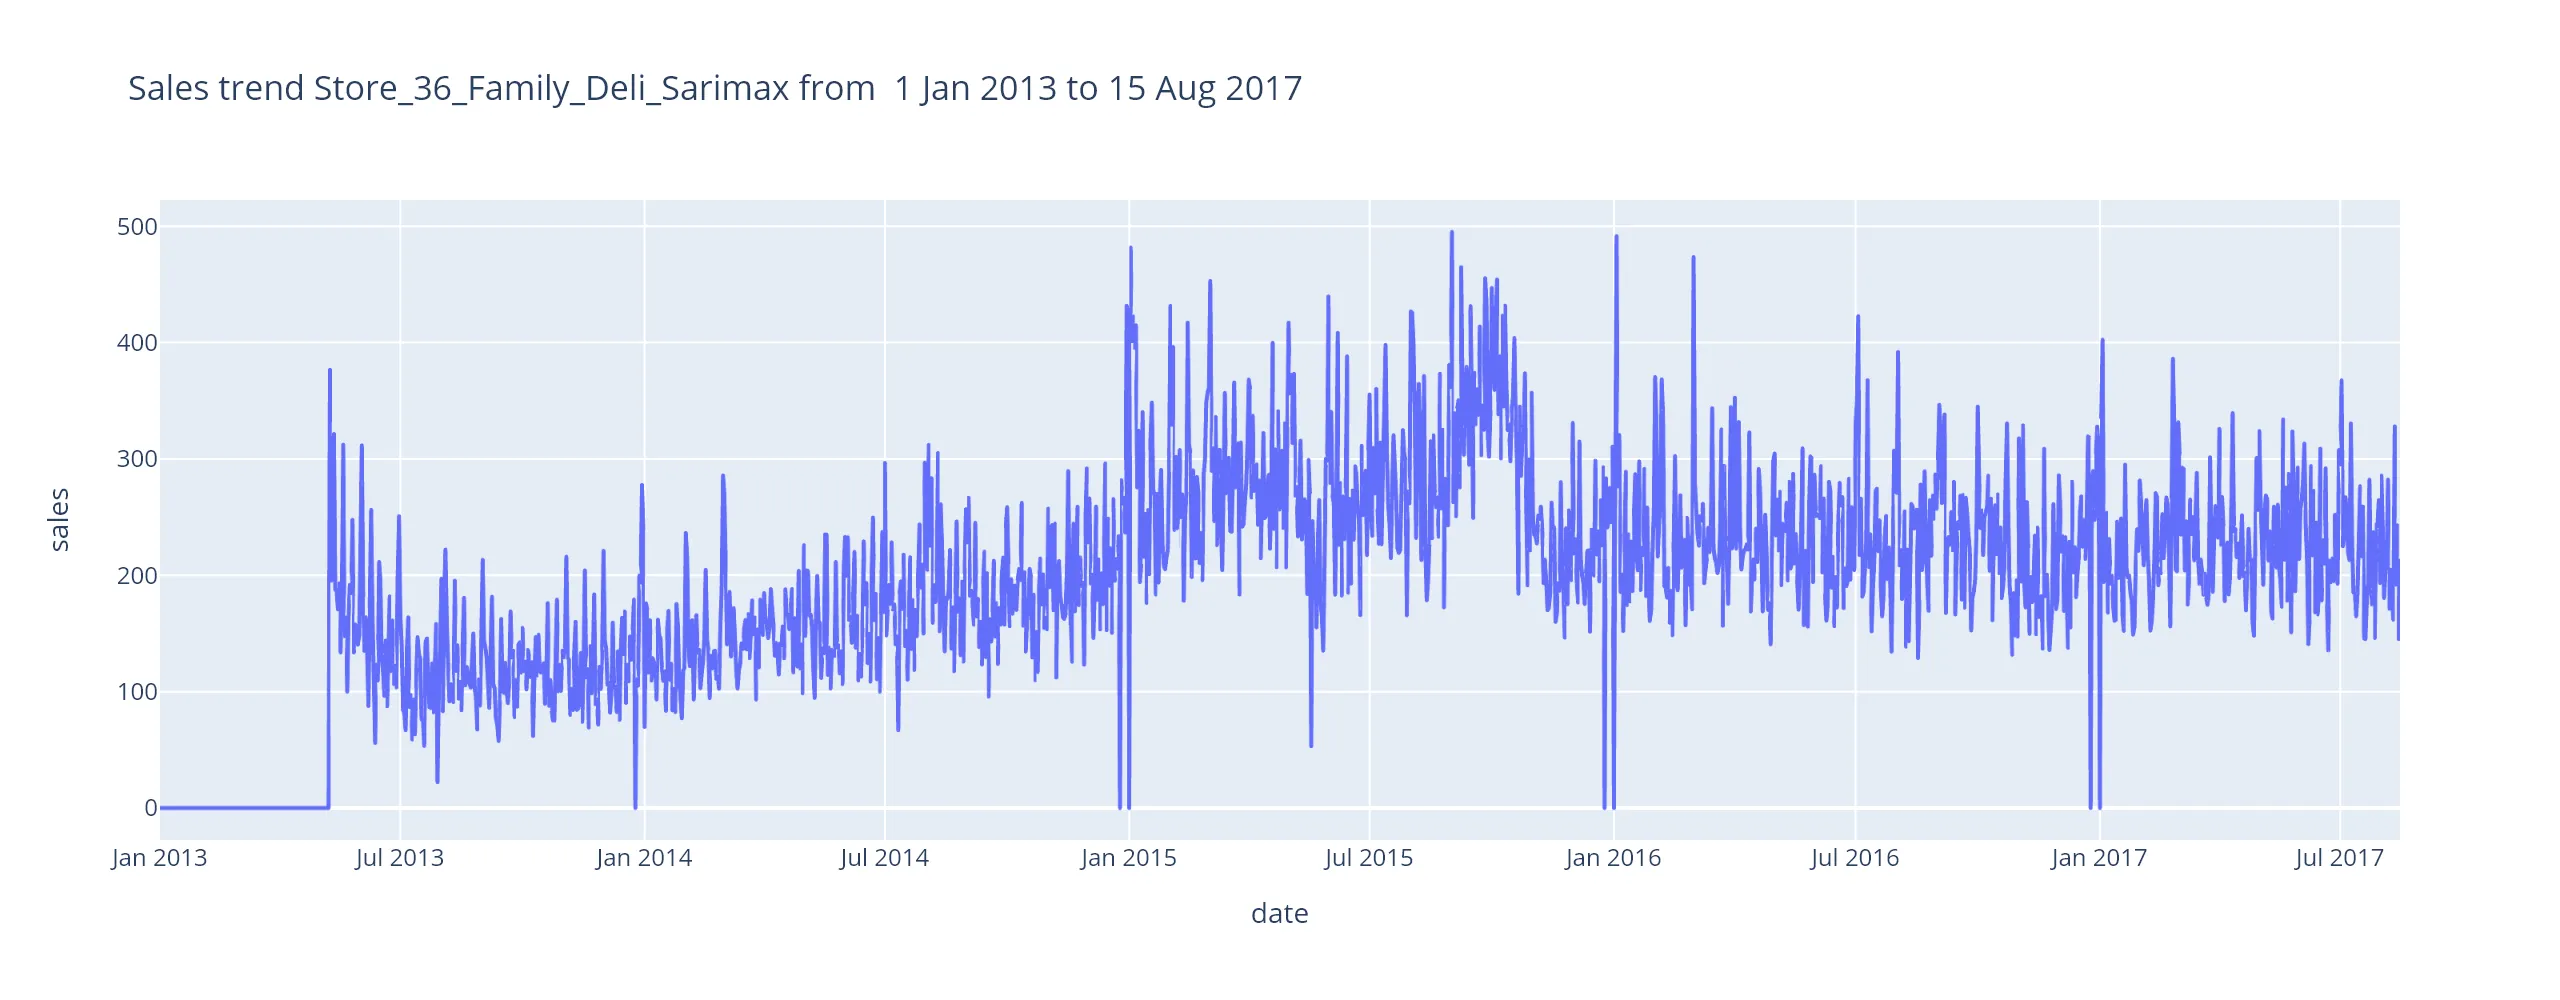 Sales trend Store_36_Family_Deli_Sarimax from  1 Jan 2013 to 15 Aug 2017
500
400
300
200
100
0
sales
Jan 2013 Jul 2013 Jan 2014 Jul 2014 Jan 2015 Jul 2015 Jan 2016 Jul 2016 Jan 2017 Jul 2017
date